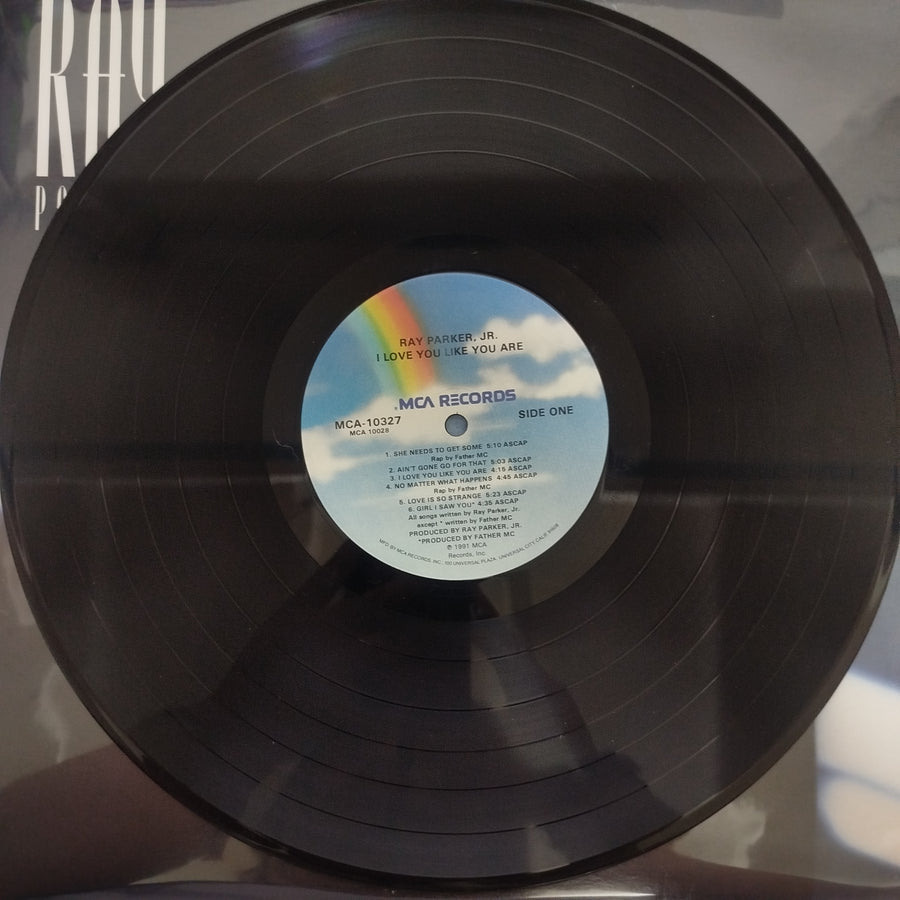 RAY
RAY PARKER, JR.
I LOVE YOU LIKE YOU ARE
MCA RECORDS
MCA-10327
MCA 10028
SIDE ONE
1. SHE NEEDS TO GET SOME 5:10 ASCAP
Rap by Father MC
2. AIN'T GONE GO FOR THAT 5:03 ASCAP
3. I LOVE YOU LIKE YOU ARE 4:15 ASCAP
4. NO MATTER WHAT HAPPENS 4:45 ASCAP
Rap by Father MC
5. LOVE IS SO STRANGE 5:23 ASCAP
6. GIRL I SAW YOU* 4:35 ASCAP
All songs written by Ray Parker, Jr.
except * written by Father MC
PRODUCED BY RAY PARKER, JR.
*PRODUCED BY FATHER MC
℗ 1991 MCA
Records, Inc.
MFG. BY MCA RECORDS, INC., 100 UNIVERSAL PLAZA, UNIVERSAL CITY, CALIF.